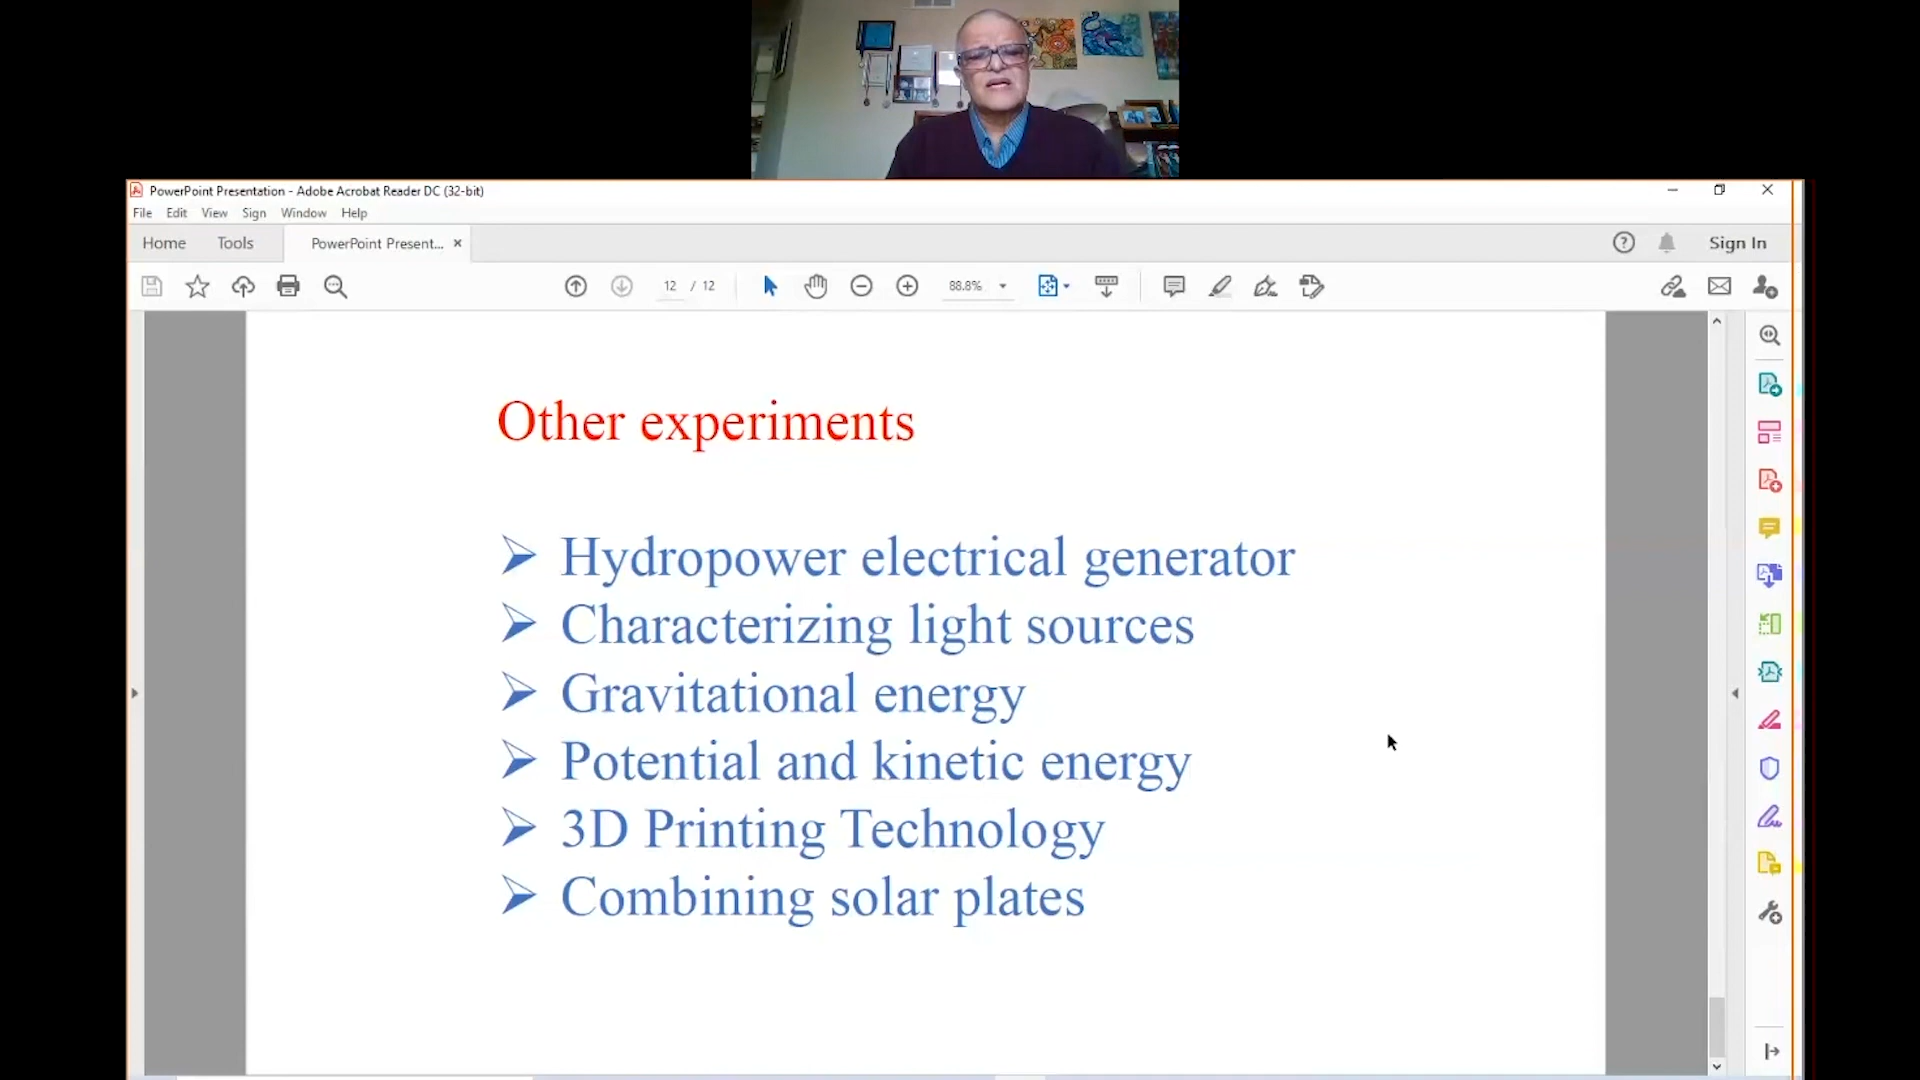 PowerPoint Presentation - Adobe Acrobat Reader DC (32-bit)
File Edit View Sign Window Help
Home Tools PowerPoint Present... Sign In
12 / 12 88.8%
Other experiments
Hydropower electrical generator
Characterizing light sources
Gravitational energy
Potential and kinetic energy
3D Printing Technology
Combining solar plates